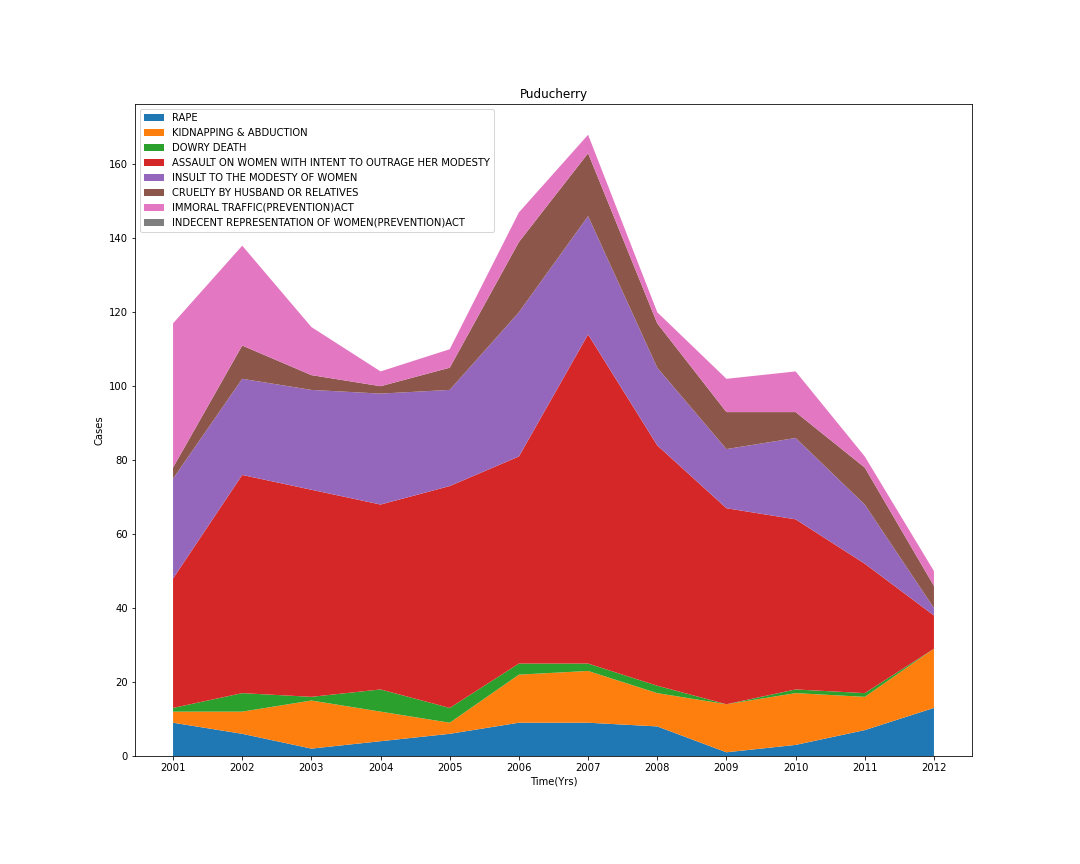 Puducherry
RAPE
KIDNAPPING & ABDUCTION
DOWRY DEATH
ASSAULT ON WOMEN WITH INTENT TO OUTRAGE HER MODESTY
INSULT TO THE MODESTY OF WOMEN
CRUELTY BY HUSBAND OR RELATIVES
IMMORAL TRAFFIC(PREVENTION)ACT
INDECENT REPRESENTATION OF WOMEN(PREVENTION)ACT
160
140
120
100
80
60
40
20
0
Cases
2001 2002 2003 2004 2005 2006 2007 2008 2009 2010 2011 2012
Time(Yrs)